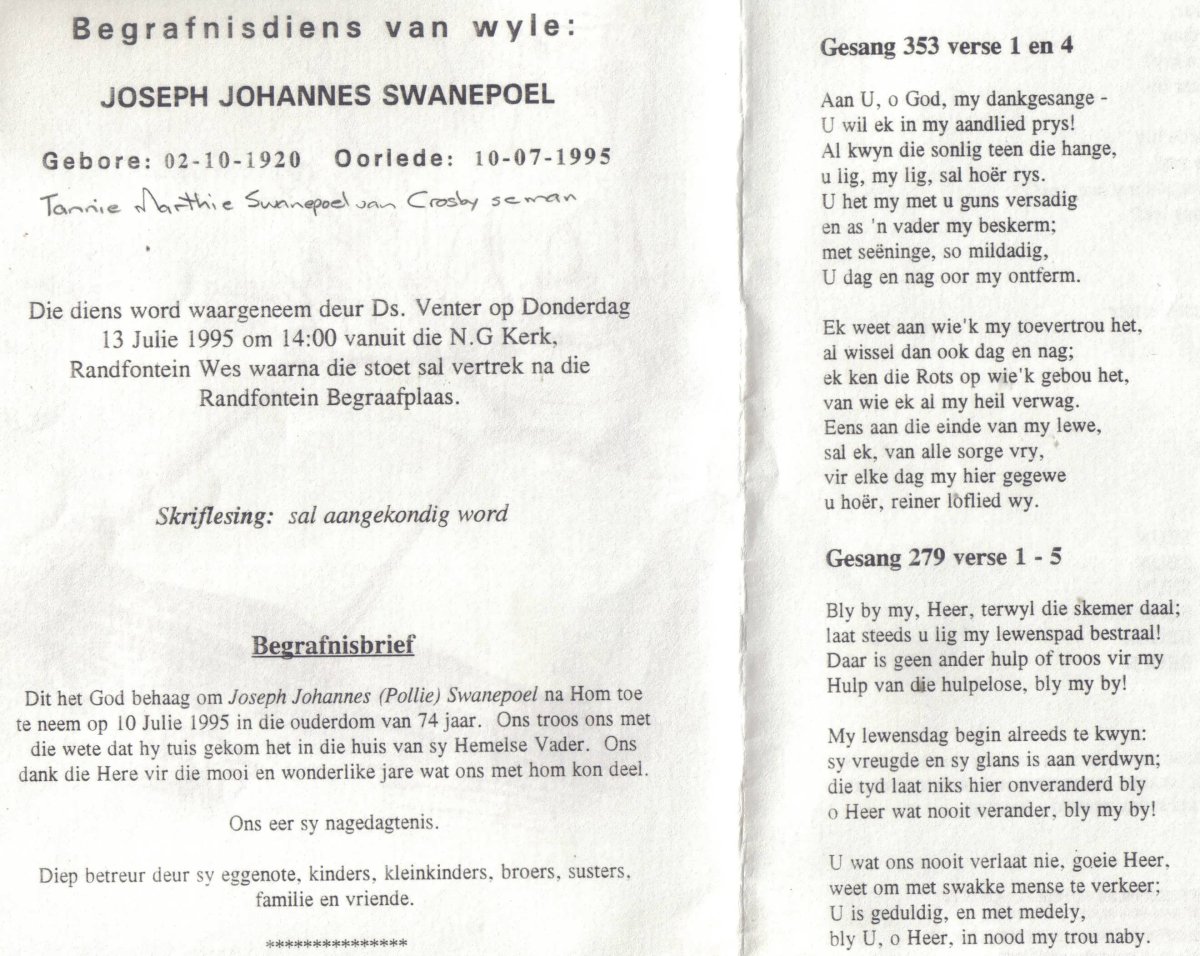 Begrafnisdiens van wyle:
JOSEPH JOHANNES SWANEPOEL
Gebore: 02-10-1920 Oorlede: 10-07-1995
Tannie Marthie Swanepoel van Crosby se man
Die diens word waargeneem deur Ds. Venter op Donderdag
13 Julie 1995 om 14:00 vanuit die N.G Kerk,
Randfontein Wes waarna die stoet sal vertrek na die
Randfontein Begraafplaas.
Skriflesing: sal aangekondig word
Begrafnisbrief
Dit het God behaag om Joseph Johannes (Pollie) Swanepoel na Hom toe
te neem op 10 Julie 1995 in die ouderdom van 74 jaar. Ons troos ons met
die wete dat hy tuis gekom het in die huis van sy Hemelse Vader. Ons
dank die Here vir die mooi en wonderlike jare wat ons met hom kon deel.
Ons eer sy nagedagtenis.
Diep betreur deur sy eggenote, kinders, kleinkinders, broers, susters,
familie en vriende.
***************
Gesang 353 verse 1 en 4
Aan U, o God, my dankgesange -
U wil ek in my aandlied prys!
Al kwyn die sonlig teen die hange,
u lig, my lig, sal hoër rys.
U het my met u guns versadig
en as 'n vader my beskerm;
met seëninge, so mildadig,
U dag en nag oor my ontferm.
Ek weet aan wie'k my toevertrou het,
al wissel dan ook dag en nag;
ek ken die Rots op wie'k gebou het,
van wie ek al my heil verwag.
Eens aan die einde van my lewe,
sal ek, van alle sorge vry,
vir elke dag my hier gegewe
u hoër, reiner loflied wy.
Gesang 279 verse 1 - 5
Bly by my, Heer, terwyl die skemer daal;
laat steeds u lig my lewenspad bestraal!
Daar is geen ander hulp of troos vir my
Hulp van die hulpelose, bly my by!
My lewensdag begin alreeds te kwyn:
sy vreugde en sy glans is aan verdwyn;
die tyd laat niks hier onveranderd bly
o Heer wat nooit verander, bly my by!
U wat ons nooit verlaat nie, goeie Heer,
weet om met swakke mense te verkeer;
U is geduldig, en met medely,
bly U, o Heer, in nood my trou naby.